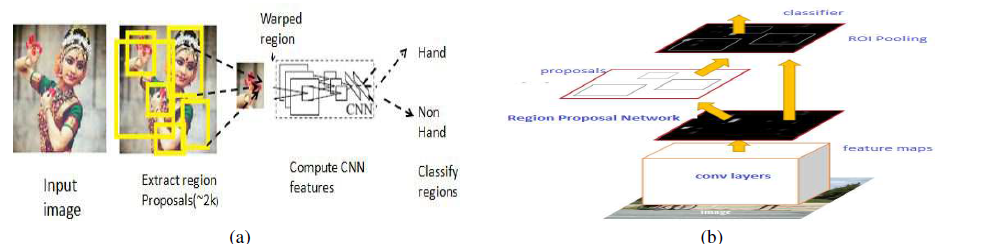 Input
image
Extract region
Proposals(~2k)
Warped
region
CNN
Compute CNN
features
Hand
Non
Hand
Classify
regions
(a)
classifier
ROI Pooling
proposals
Region Proposal Network
feature maps
conv layers
image
(b)